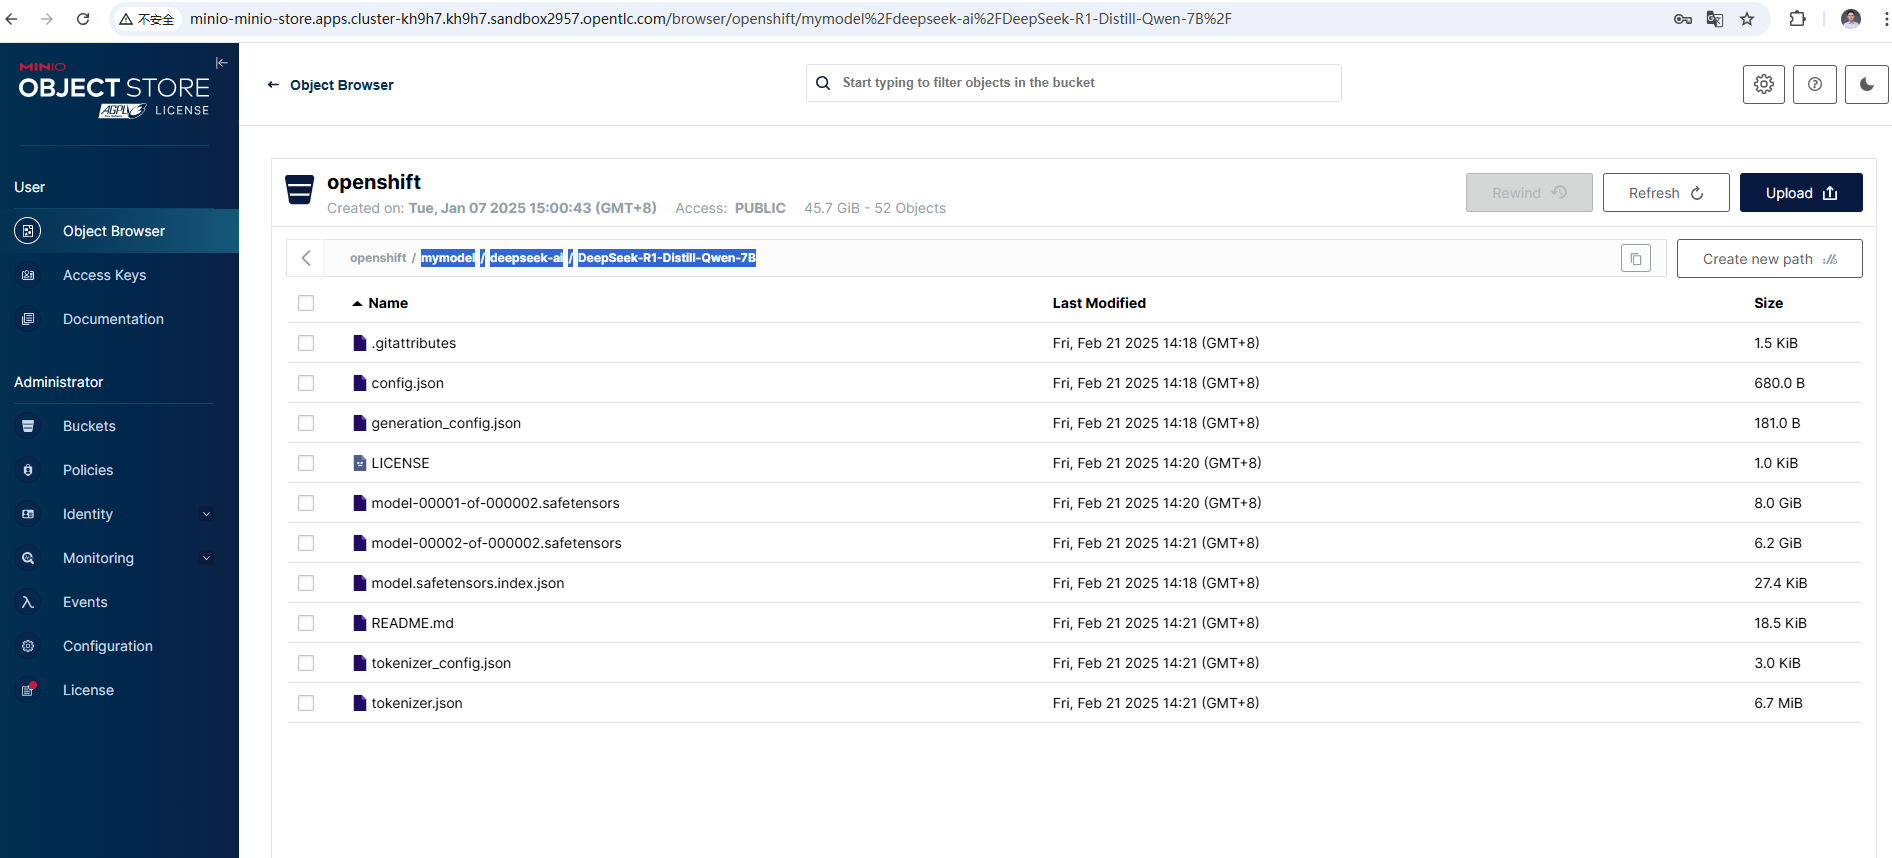 不安全 minio-minio-store.apps.cluster-kh9h7.kh9h7.sandbox2957.opentlc.com/browser/openshift/mymodel%2Fdeepseek-ai%2FDeepSeek-R1-Distill-Qwen-7B%2F
MINIO
OBJECT STORE
AGPLv3 LICENSE
User
Object Browser
Access Keys
Documentation
Administrator
Buckets
Policies
Identity
Monitoring
Events
Configuration
License
Object Browser
Start typing to filter objects in the bucket
openshift
Created on: Tue, Jan 07 2025 15:00:43 (GMT+8) Access: PUBLIC 45.7 GiB - 52 Objects
Rewind Refresh Upload
openshift / mymodel / deepseek-ai / DeepSeek-R1-Distill-Qwen-7B
Create new path
Name Last Modified Size
.gitattributes Fri, Feb 21 2025 14:18 (GMT+8) 1.5 KiB
config.json Fri, Feb 21 2025 14:18 (GMT+8) 680.0 B
generation_config.json Fri, Feb 21 2025 14:18 (GMT+8) 181.0 B
LICENSE Fri, Feb 21 2025 14:20 (GMT+8) 1.0 KiB
model-00001-of-000002.safetensors Fri, Feb 21 2025 14:20 (GMT+8) 8.0 GiB
model-00002-of-000002.safetensors Fri, Feb 21 2025 14:21 (GMT+8) 6.2 GiB
model.safetensors.index.json Fri, Feb 21 2025 14:18 (GMT+8) 27.4 KiB
README.md Fri, Feb 21 2025 14:21 (GMT+8) 18.5 KiB
tokenizer_config.json Fri, Feb 21 2025 14:21 (GMT+8) 3.0 KiB
tokenizer.json Fri, Feb 21 2025 14:21 (GMT+8) 6.7 MiB